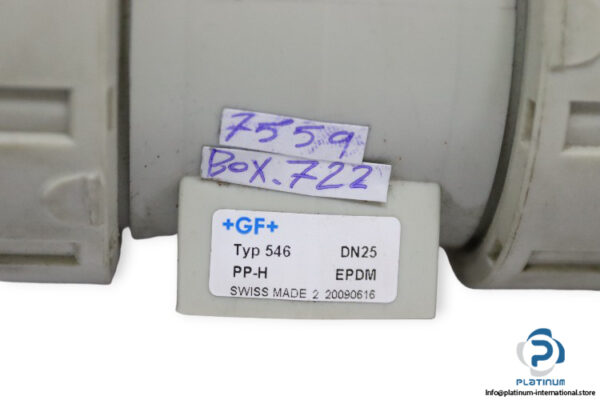 7559
BOX.722
+GF+
Typ 546 DN25
PP-H EPDM
SWISS MADE 2 20090616
PLATINUM
Info@platinum-international.store